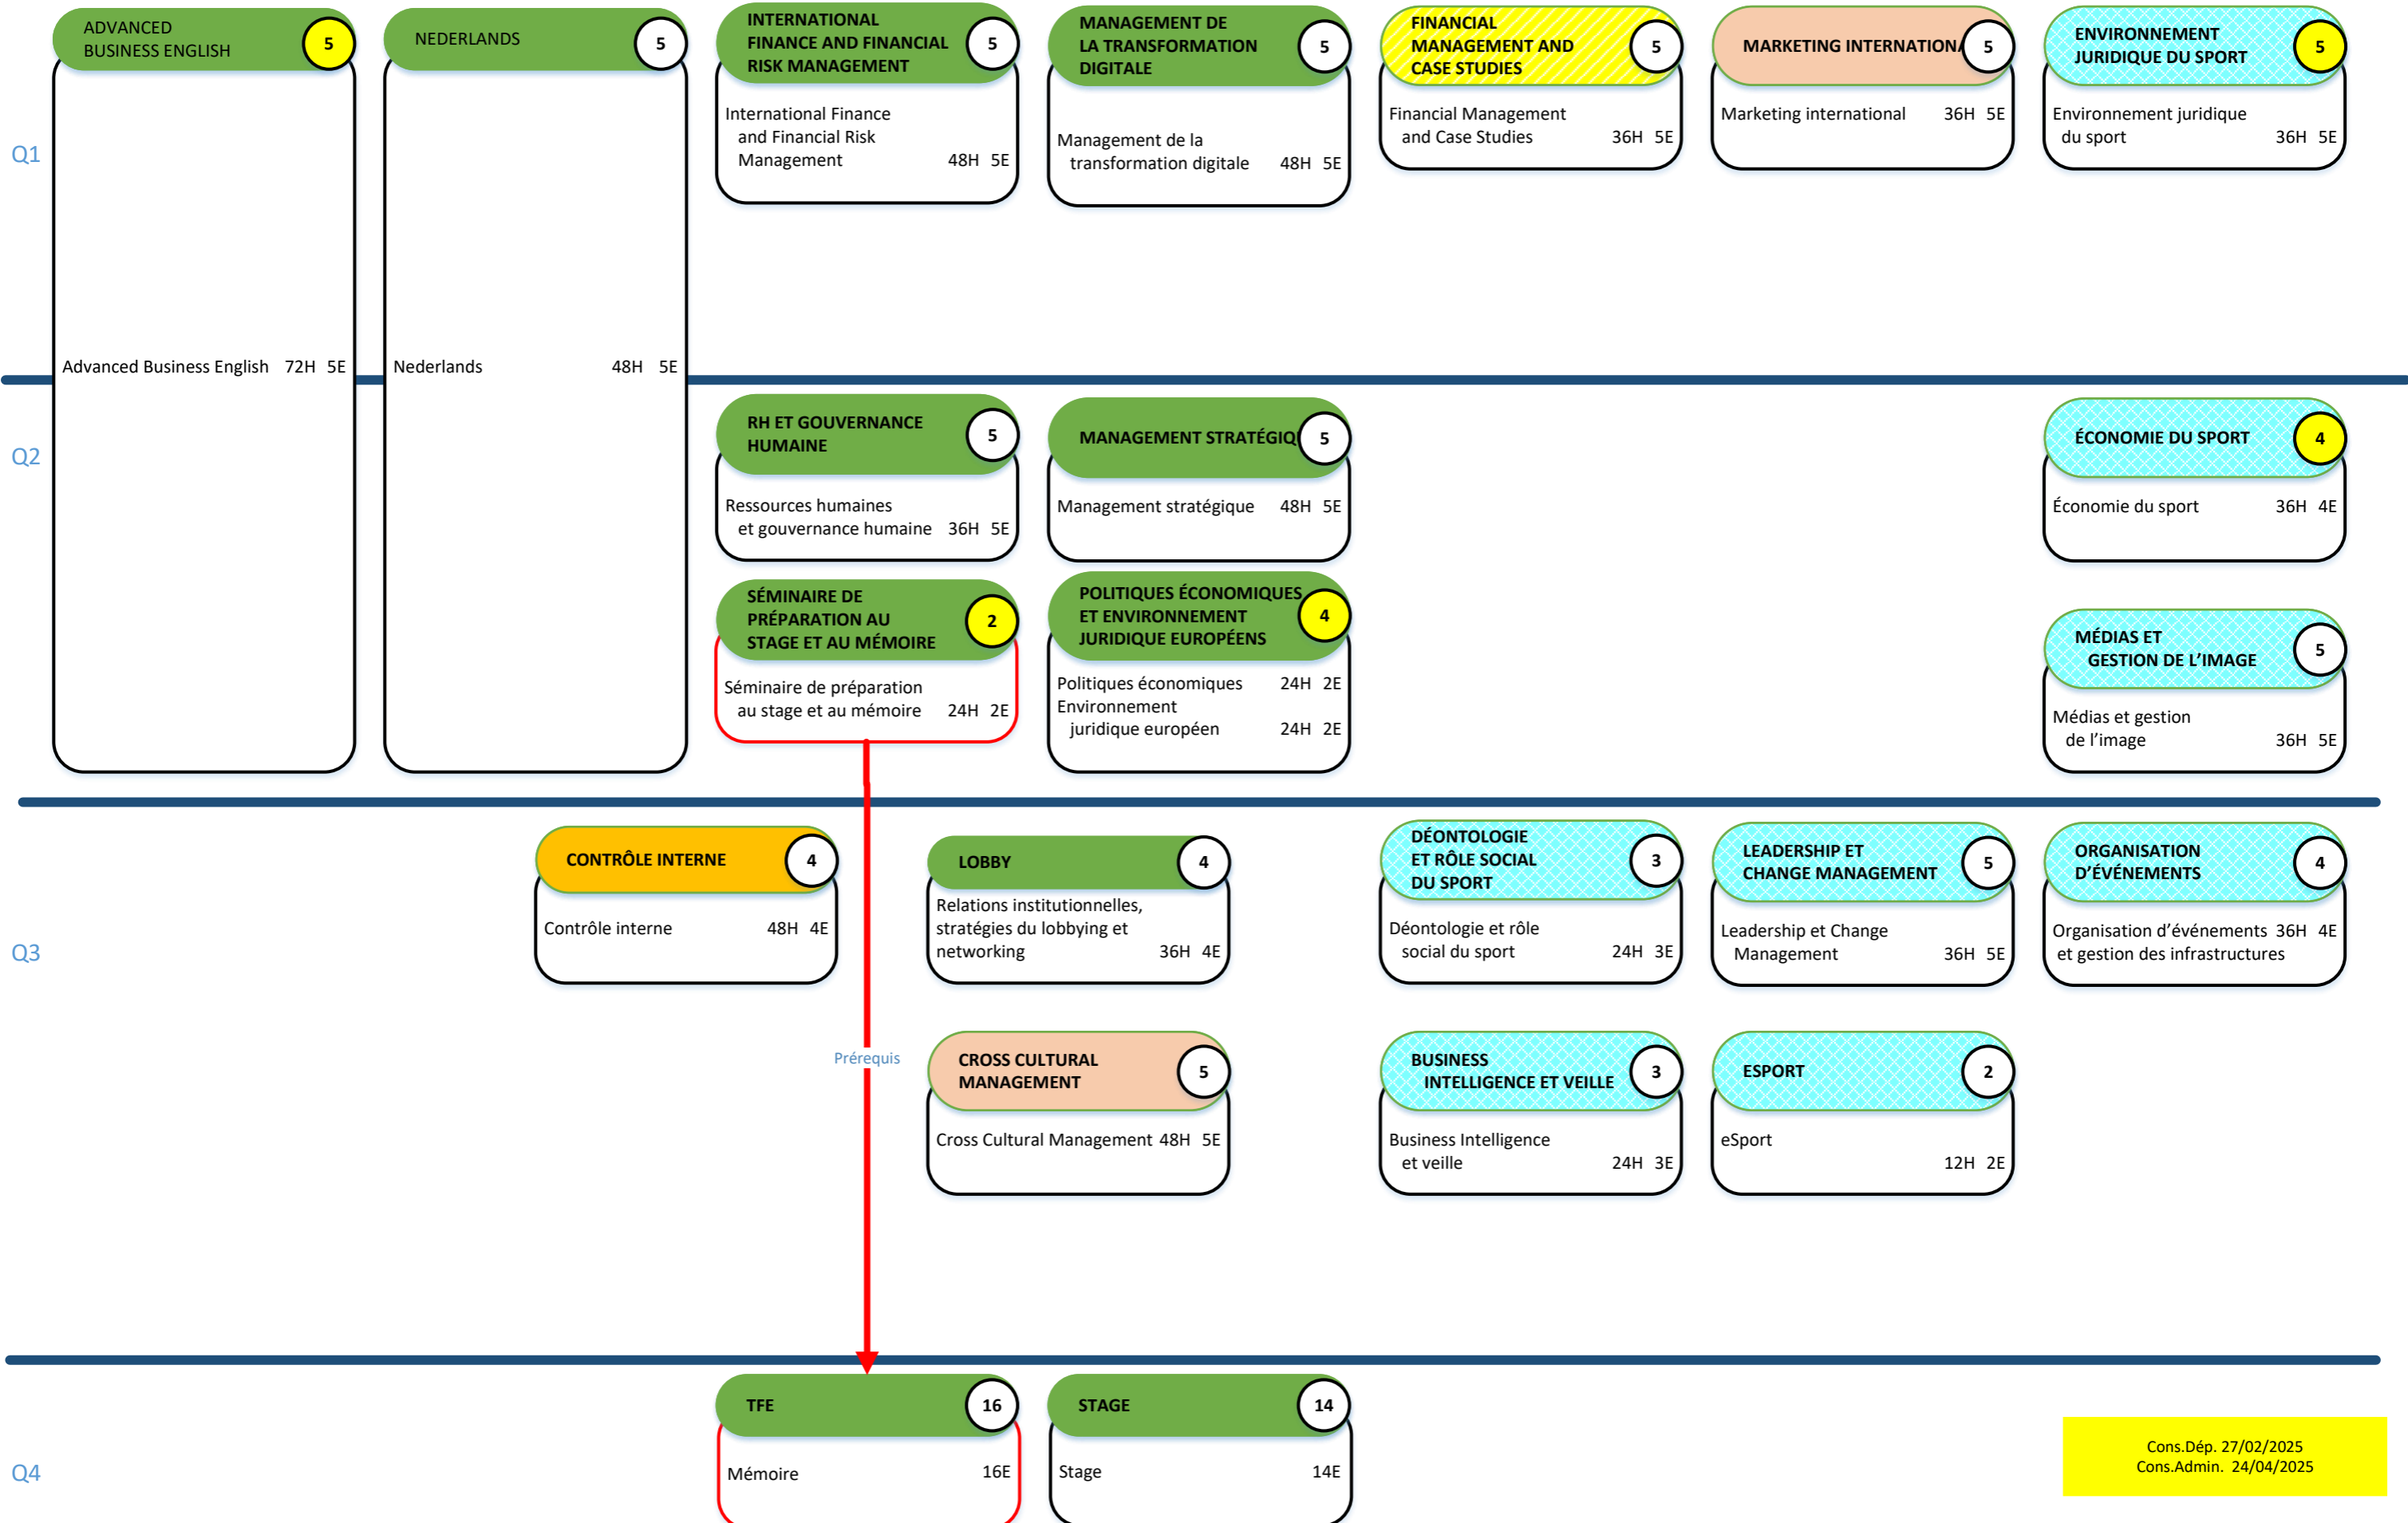 ADVANCED
BUSINESS ENGLISH
5
Advanced Business English 72H 5E
NEDERLANDS
5
Nederlands 48H 5E
Q1
INTERNATIONAL
FINANCE AND FINANCIAL
RISK MANAGEMENT
5
International Finance
and Financial Risk
Management 48H 5E
MANAGEMENT DE
LA TRANSFORMATION
DIGITALE
5
Management de la
transformation digitale 48H 5E
FINANCIAL
MANAGEMENT AND
CASE STUDIES
5
Financial Management
and Case Studies 36H 5E
MARKETING INTERNATIONA
5
Marketing international 36H 5E
ENVIRONNEMENT
JURIDIQUE DU SPORT
5
Environnement juridique
du sport 36H 5E
Q2
RH ET GOUVERNANCE
HUMAINE
5
Ressources humaines
et gouvernance humaine 36H 5E
MANAGEMENT STRATÉGIQ
5
Management stratégique 48H 5E
ÉCONOMIE DU SPORT
4
Économie du sport 36H 4E
SÉMINAIRE DE
PRÉPARATION AU
STAGE ET AU MÉMOIRE
2
Séminaire de préparation
au stage et au mémoire 24H 2E
POLITIQUES ÉCONOMIQUES
ET ENVIRONNEMENT
JURIDIQUE EUROPÉENS
4
Politiques économiques 24H 2E
Environnement
juridique européen 24H 2E
MÉDIAS ET
GESTION DE L’IMAGE
5
Médias et gestion
de l’image 36H 5E
Q3
CONTRÔLE INTERNE
4
Contrôle interne 48H 4E
LOBBY
4
Relations institutionnelles,
stratégies du lobbying et
networking 36H 4E
DÉONTOLOGIE
ET RÔLE SOCIAL
DU SPORT
3
Déontologie et rôle
social du sport 24H 3E
LEADERSHIP ET
CHANGE MANAGEMENT
5
Leadership et Change
Management 36H 5E
ORGANISATION
D’ÉVÉNEMENTS
4
Organisation d’événements 36H 4E
et gestion des infrastructures
Prérequis
CROSS CULTURAL
MANAGEMENT
5
Cross Cultural Management 48H 5E
BUSINESS
INTELLIGENCE ET VEILLE
3
Business Intelligence
et veille 24H 3E
ESPORT
2
eSport
12H 2E
Q4
TFE
16
Mémoire 16E
STAGE
14
Stage 14E
Cons.Dép. 27/02/2025
Cons.Admin. 24/04/2025